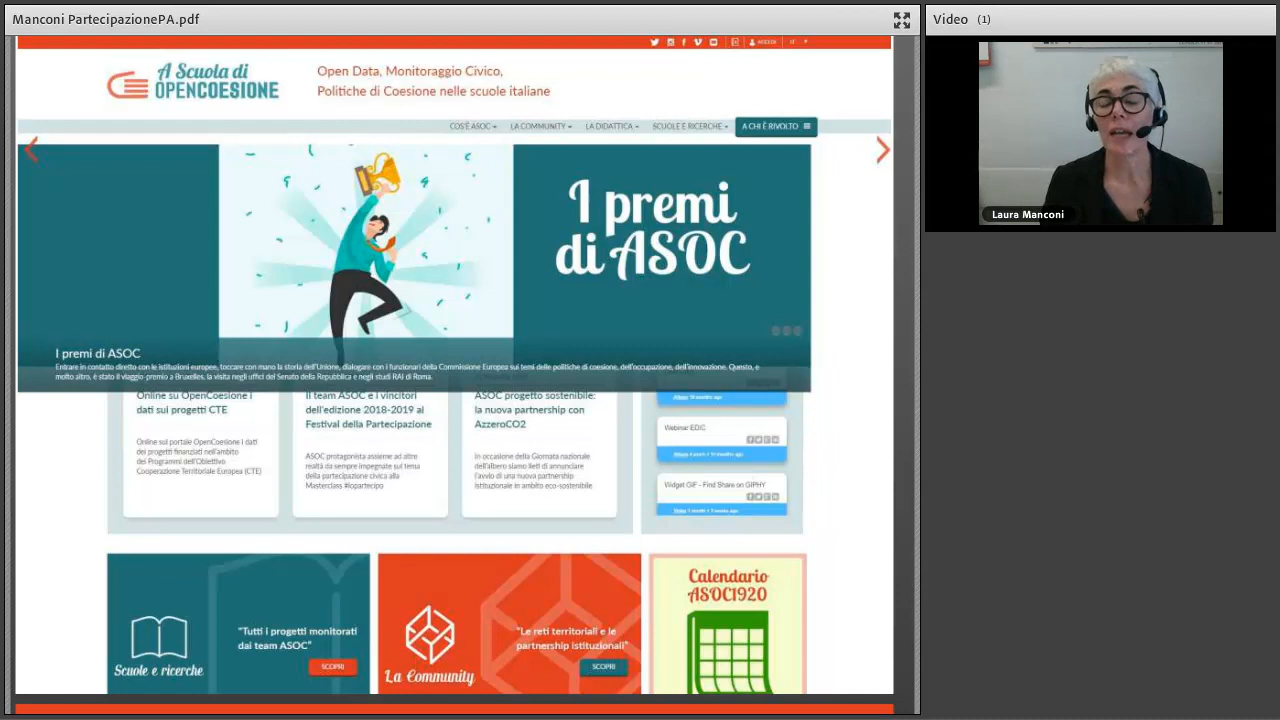 Manconi PartecipazionePA.pdf
Video (1)
ACCEDI
A Scuola di
OPENCOESIONE
Open Data, Monitoraggio Civico,
Politiche di Coesione nelle scuole italiane
COS'È ASOC LA COMMUNITY LA DIDATTICA SCUOLE E RICERCHE A CHI È RIVOLTO
Laura Manconi
I premi
di ASOC
I premi di ASOC
Entrare in contatto diretto con le istituzioni europee, toccare con mano la storia dell'Unione, dialogare con i funzionari della Commissione Europea sui temi delle politiche di coesione, dell'occupazione, dell'innovazione. Questo, e
molto altro, è stato il viaggio-premio a Bruxelles, la visita negli uffici del Senato della Repubblica e negli studi RAI di Roma.
Online su OpenCoesione i
dati sui progetti CTE
Online sul portale OpenCoesione i dati
dei progetti finanziati nell'ambito
dei Programmi dell'Obiettivo
Cooperazione Territoriale Europea (CTE)
Il team ASOC e i vincitori
dell'edizione 2018-2019 al
Festival della Partecipazione
ASOC protagonista assieme ad altre
realtà da sempre impegnate sul tema
della partecipazione civica alla
Masterclass #iopartecipo
ASOC progetto sostenibile:
la nuova partnership con
AzzeroCO2
In occasione della Giornata nazionale
dell'albero siamo lieti di annunciare
l'avvio di una nuova partnership
istituzionale in ambito eco-sostenibile
Webinar EDIC
Widget GIF - Find Share on GIPHY
Scuole e ricerche
"Tutti i progetti monitorati
dai team ASOC"
SCOPRI
La Community
"Le reti territoriali e le
partnership istituzionali"
SCOPRI
Calendario
ASOC1920